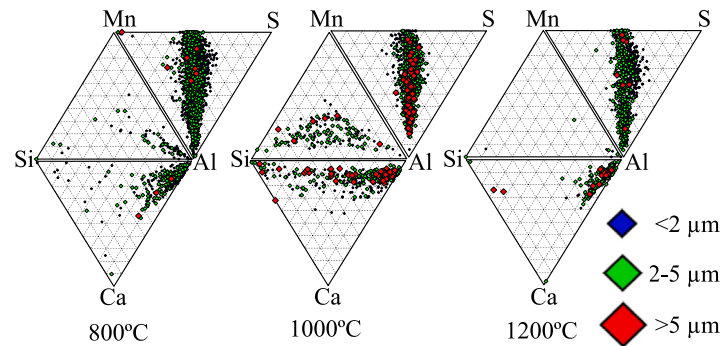 Mn S Mn S Mn S
Si Al Si Al Si Al
Ca Ca Ca
800ºC 1000ºC 1200ºC
<2 µm
2-5 µm
>5 µm